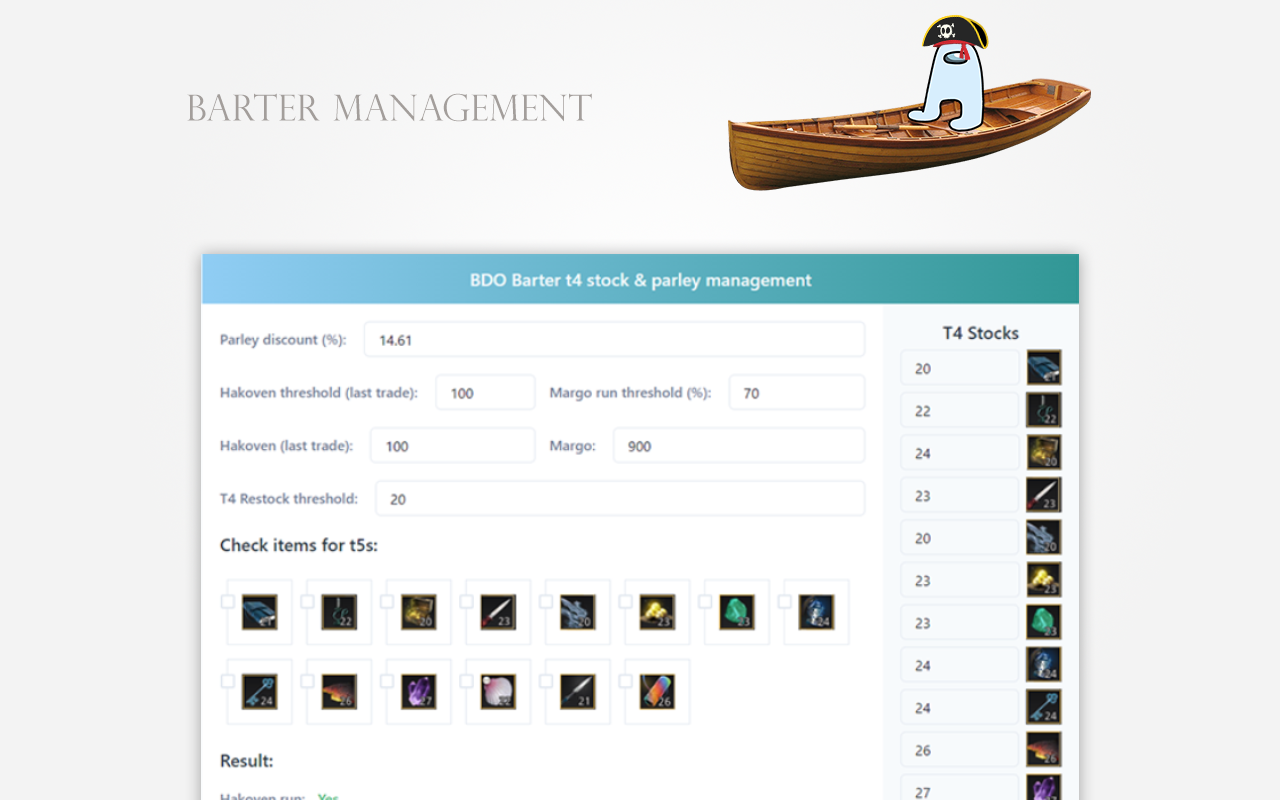 BARTER MANAGEMENT
BDO Barter t4 stock & parley management
Parley discount (%): 14.61
Hakoven threshold (last trade): 100 Margo run threshold (%): 70
Hakoven (last trade): 100 Margo: 900
T4 Restock threshold: 20
Check items for t5s:
21 22 20 23 20 23 23 24
24 26 27 22 21 26
Result:
Hakoven run: Yes
T4 Stocks
20
22 22
24 20
23 23
20 20
23 23
23 23
24 24
24 24
26 26
27